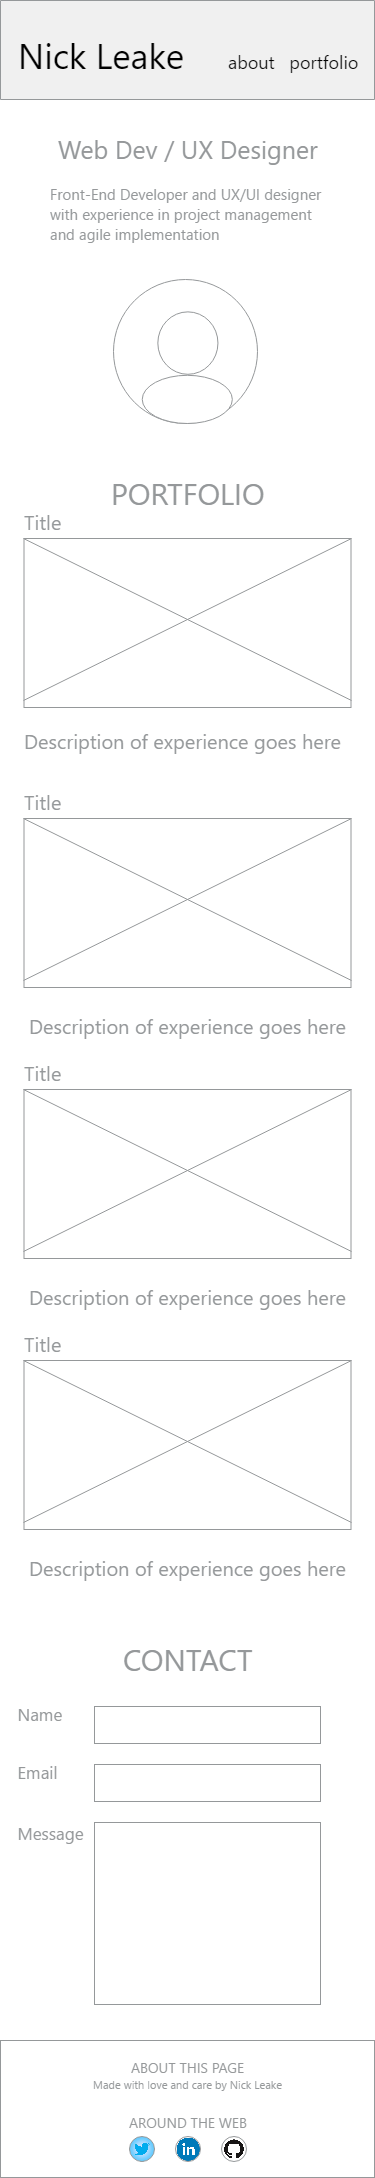 Nick Leake
about portfolio
Web Dev / UX Designer
Front-End Developer and UX/UI designer
with experience in project management
and agile implementation
PORTFOLIO
Title
Description of experience goes here
Title
Description of experience goes here
Title
Description of experience goes here
Title
Description of experience goes here
CONTACT
Name
Email
Message
ABOUT THIS PAGE
Made with love and care by Nick Leake
AROUND THE WEB
in